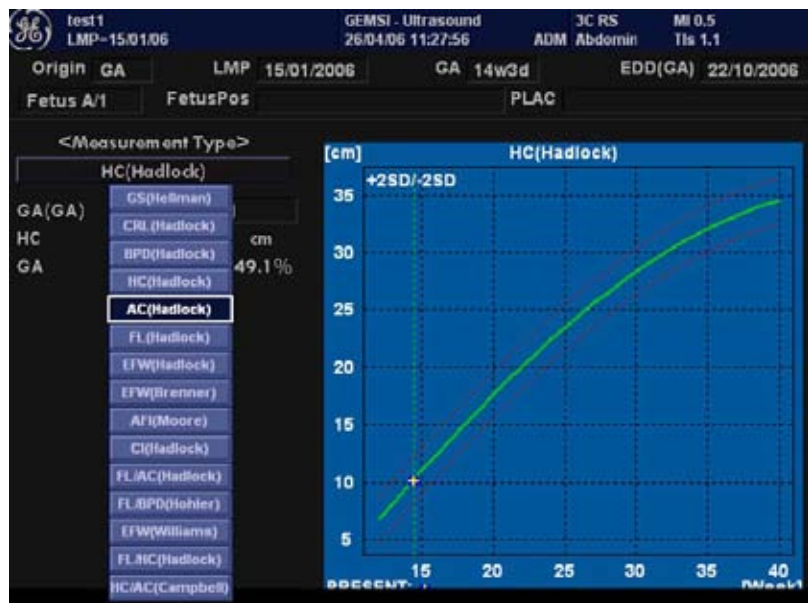 test1 GEMSI - Ultrasound 3C RS MI 0.5
LMP=15/01/06 26/04/06 11:27:56 ADM Abdomin TIs 1.1
Origin GA LMP 15/01/2006 GA 14w3d EDD(GA) 22/10/2006
Fetus A/1 FetusPos PLAC
<Measurement Type>
HC(Hadlock)
GA(GA)
HC cm
GA 49.1%
GS(Hellman)
CRL(Hadlock)
BPD(Hadlock)
HC(Hadlock)
AC(Hadlock)
FL(Hadlock)
EFW(Hadlock)
EFW(Brenner)
AFI(Moore)
CI(Hadlock)
FL/AC(Hadlock)
FL/BPD(Hohler)
EFW(Williams)
FL/HC(Hadlock)
HC/AC(Campbell)
[cm] HC(Hadlock)
+2SD/-2SD
35
30
25
20
15
10
5
15 20 25 30 35 40
PRESENT: